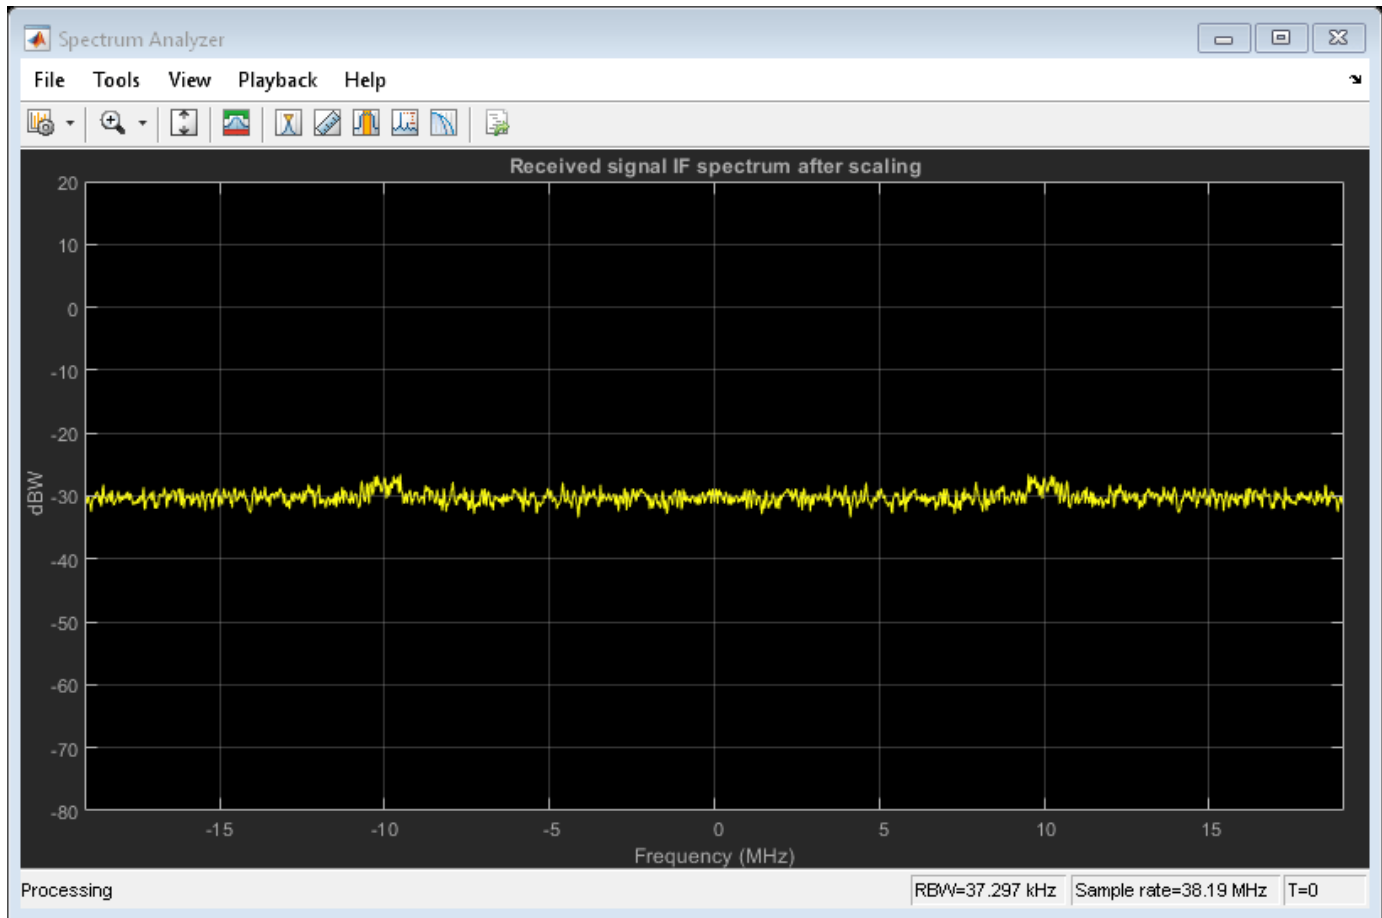 Spectrum Analyzer
File Tools View Playback Help
Received signal IF spectrum after scaling
20
10
0
-10
-20
-30
-40
-50
-60
-70
-80
dBW
-15 -10 -5 0 5 10 15
Frequency (MHz)
Processing RBW=37.297 kHz Sample rate=38.19 MHz T=0